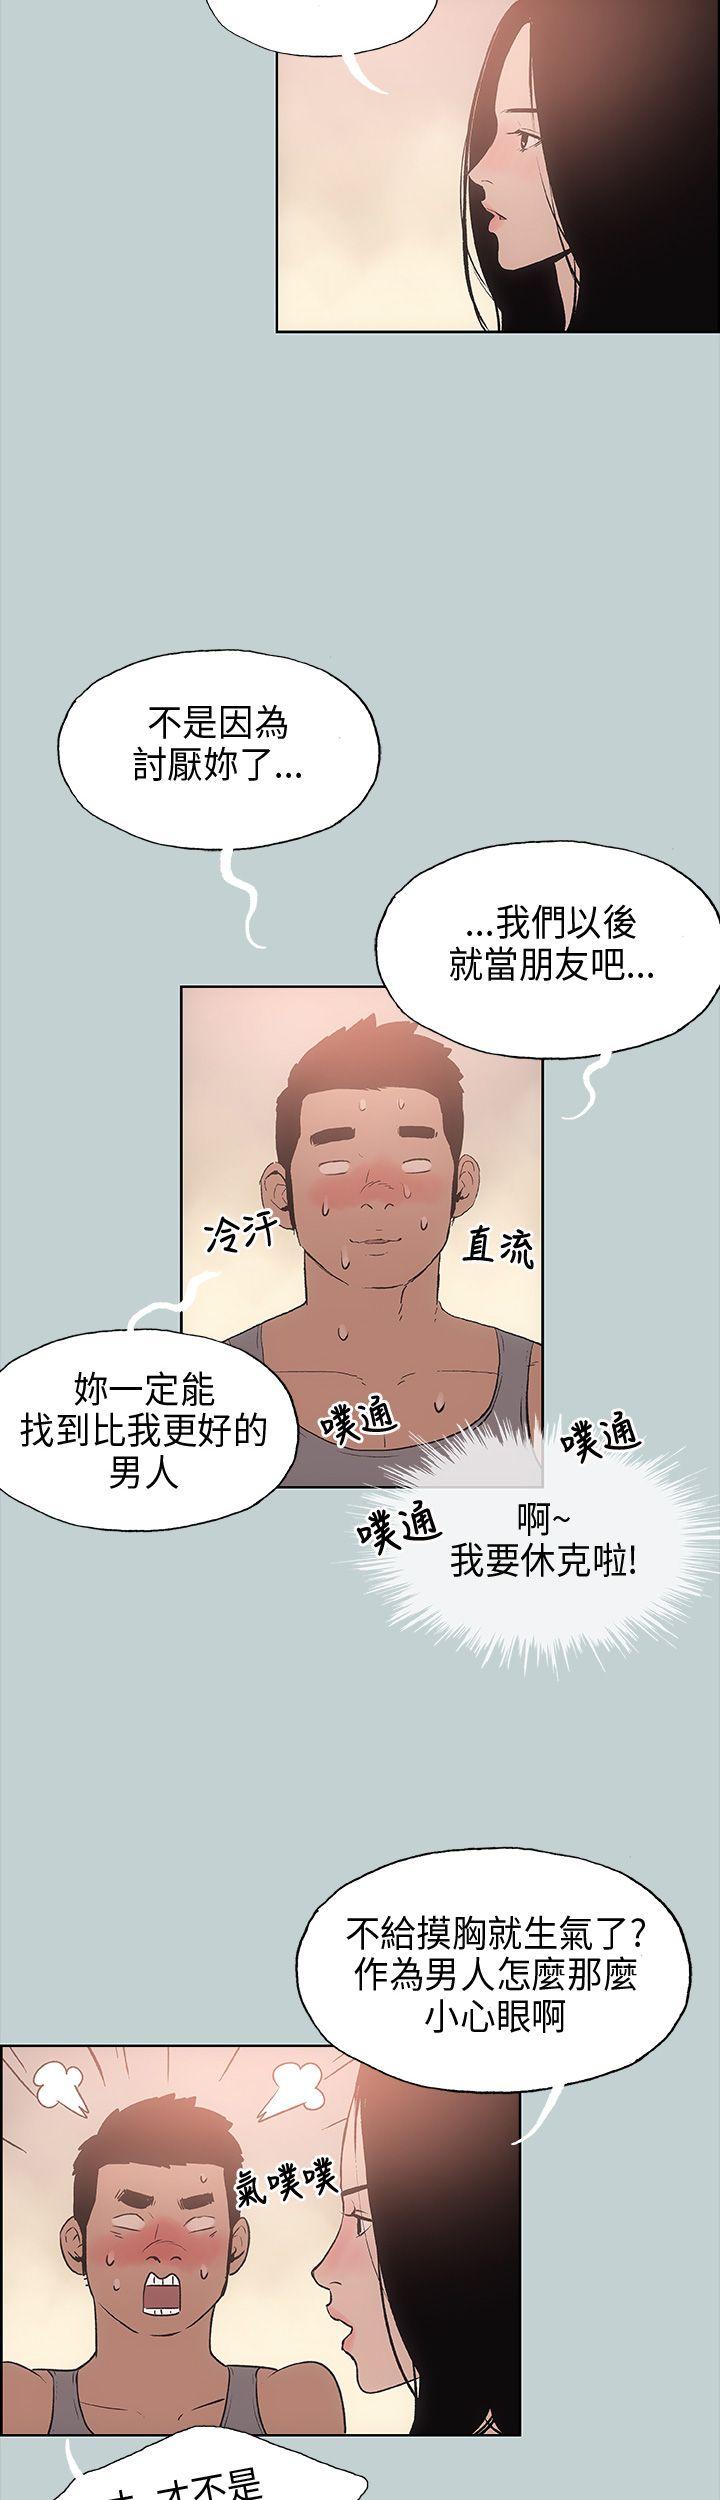 不是因為
討厭妳了...
...我們以後
就當朋友吧...
冷汗
直流
妳一定能
找到比我更好的
男人
噗通
噗通
噗通
啊~
我要休克啦!
不給摸胸就生氣了?
作為男人怎麼那麼
小心眼啊
氣噗噗
才不是